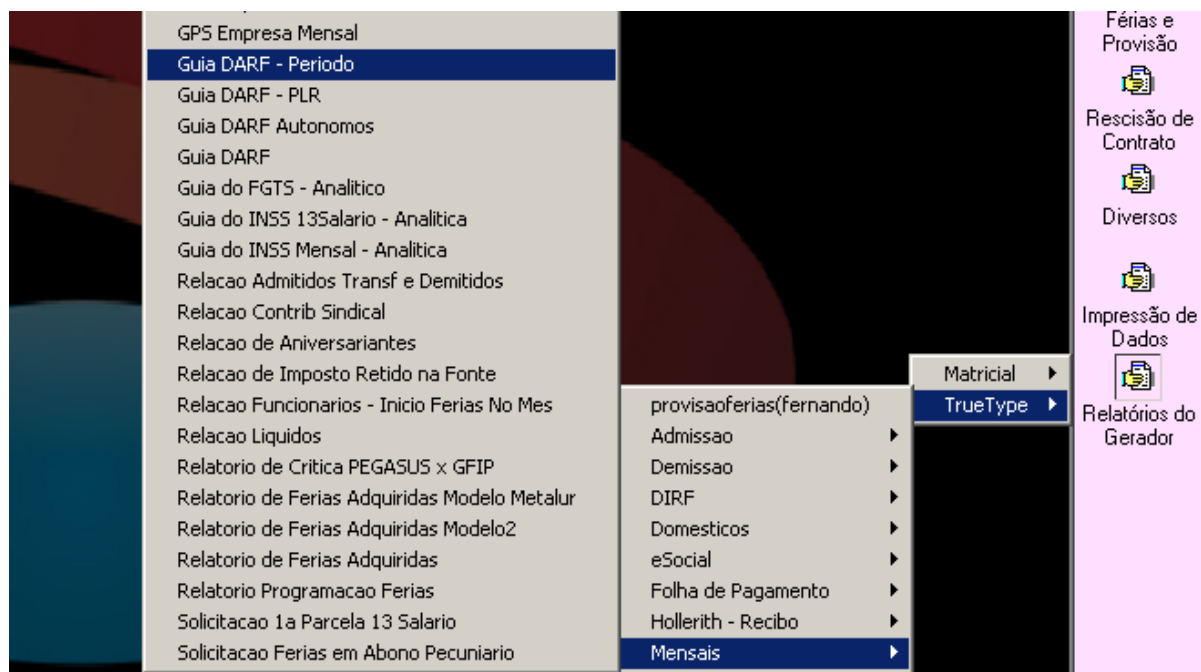 GPS Empresa Mensal
Guia DARF - Periodo
Guia DARF - PLR
Guia DARF Autonomos
Guia DARF
Guia do FGTS - Analitico
Guia do INSS 13Salario - Analitica
Guia do INSS Mensal - Analitica
Relacao Admitidos Transf e Demitidos
Relacao Contrib Sindical
Relacao de Aniversariantes
Relacao de Imposto Retido na Fonte
Relacao Funcionarios - Inicio Ferias No Mes
Relacao Liquidos
Relatorio de Critica PEGASUS x GFIP
Relatorio de Ferias Adquiridas Modelo Metalur
Relatorio de Ferias Adquiridas Modelo2
Relatorio de Ferias Adquiridas
Relatorio Programacao Ferias
Solicitacao 1a Parcela 13 Salario
Solicitacao Ferias em Abono Pecuniario
provisaoferias(fernando)
Admissao
Demissao
DIRF
Domesticos
eSocial
Folha de Pagamento
Hollerith - Recibo
Mensais
Matricial
TrueType
Férias e
Provisão
Rescisão de
Contrato
Diversos
Impressão de
Dados
Relatórios do
Gerador